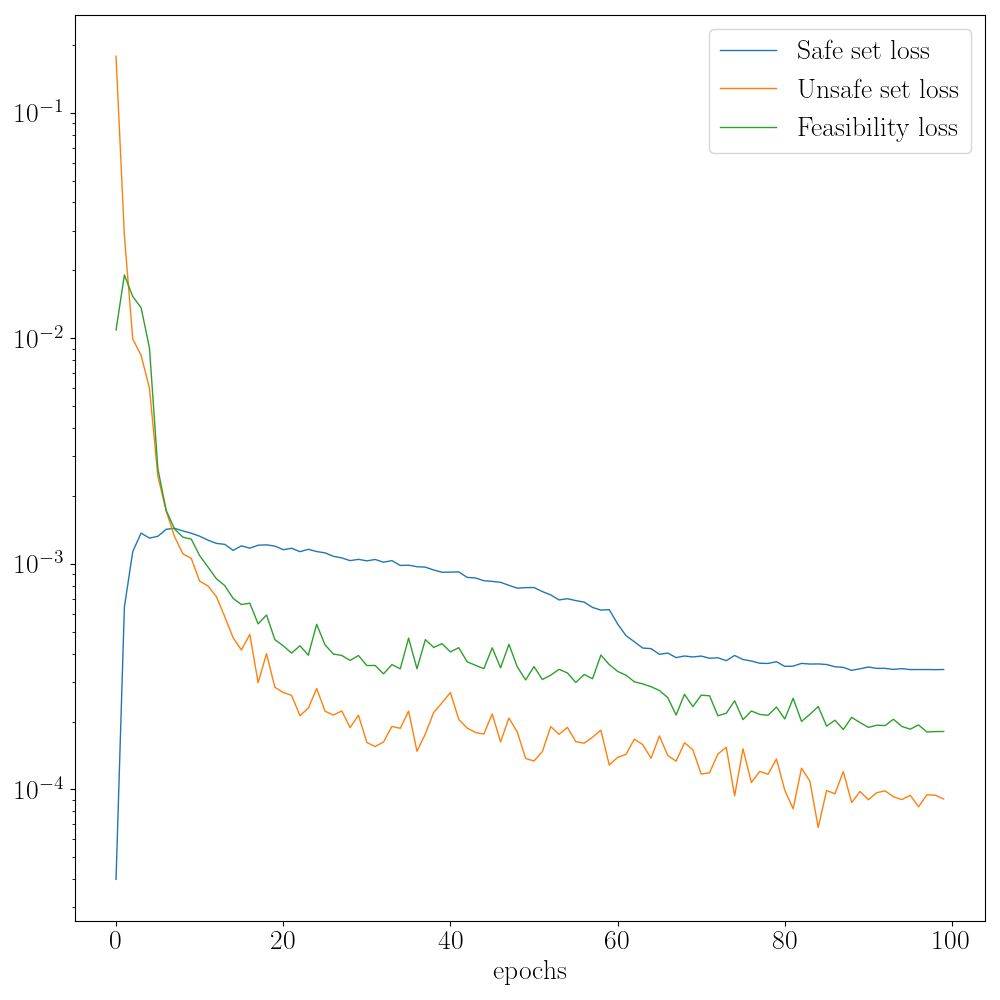 Safe set loss
Unsafe set loss
Feasibility loss
10⁻¹
10⁻²
10⁻³
10⁻⁴
0 20 40 60 80 100
epochs